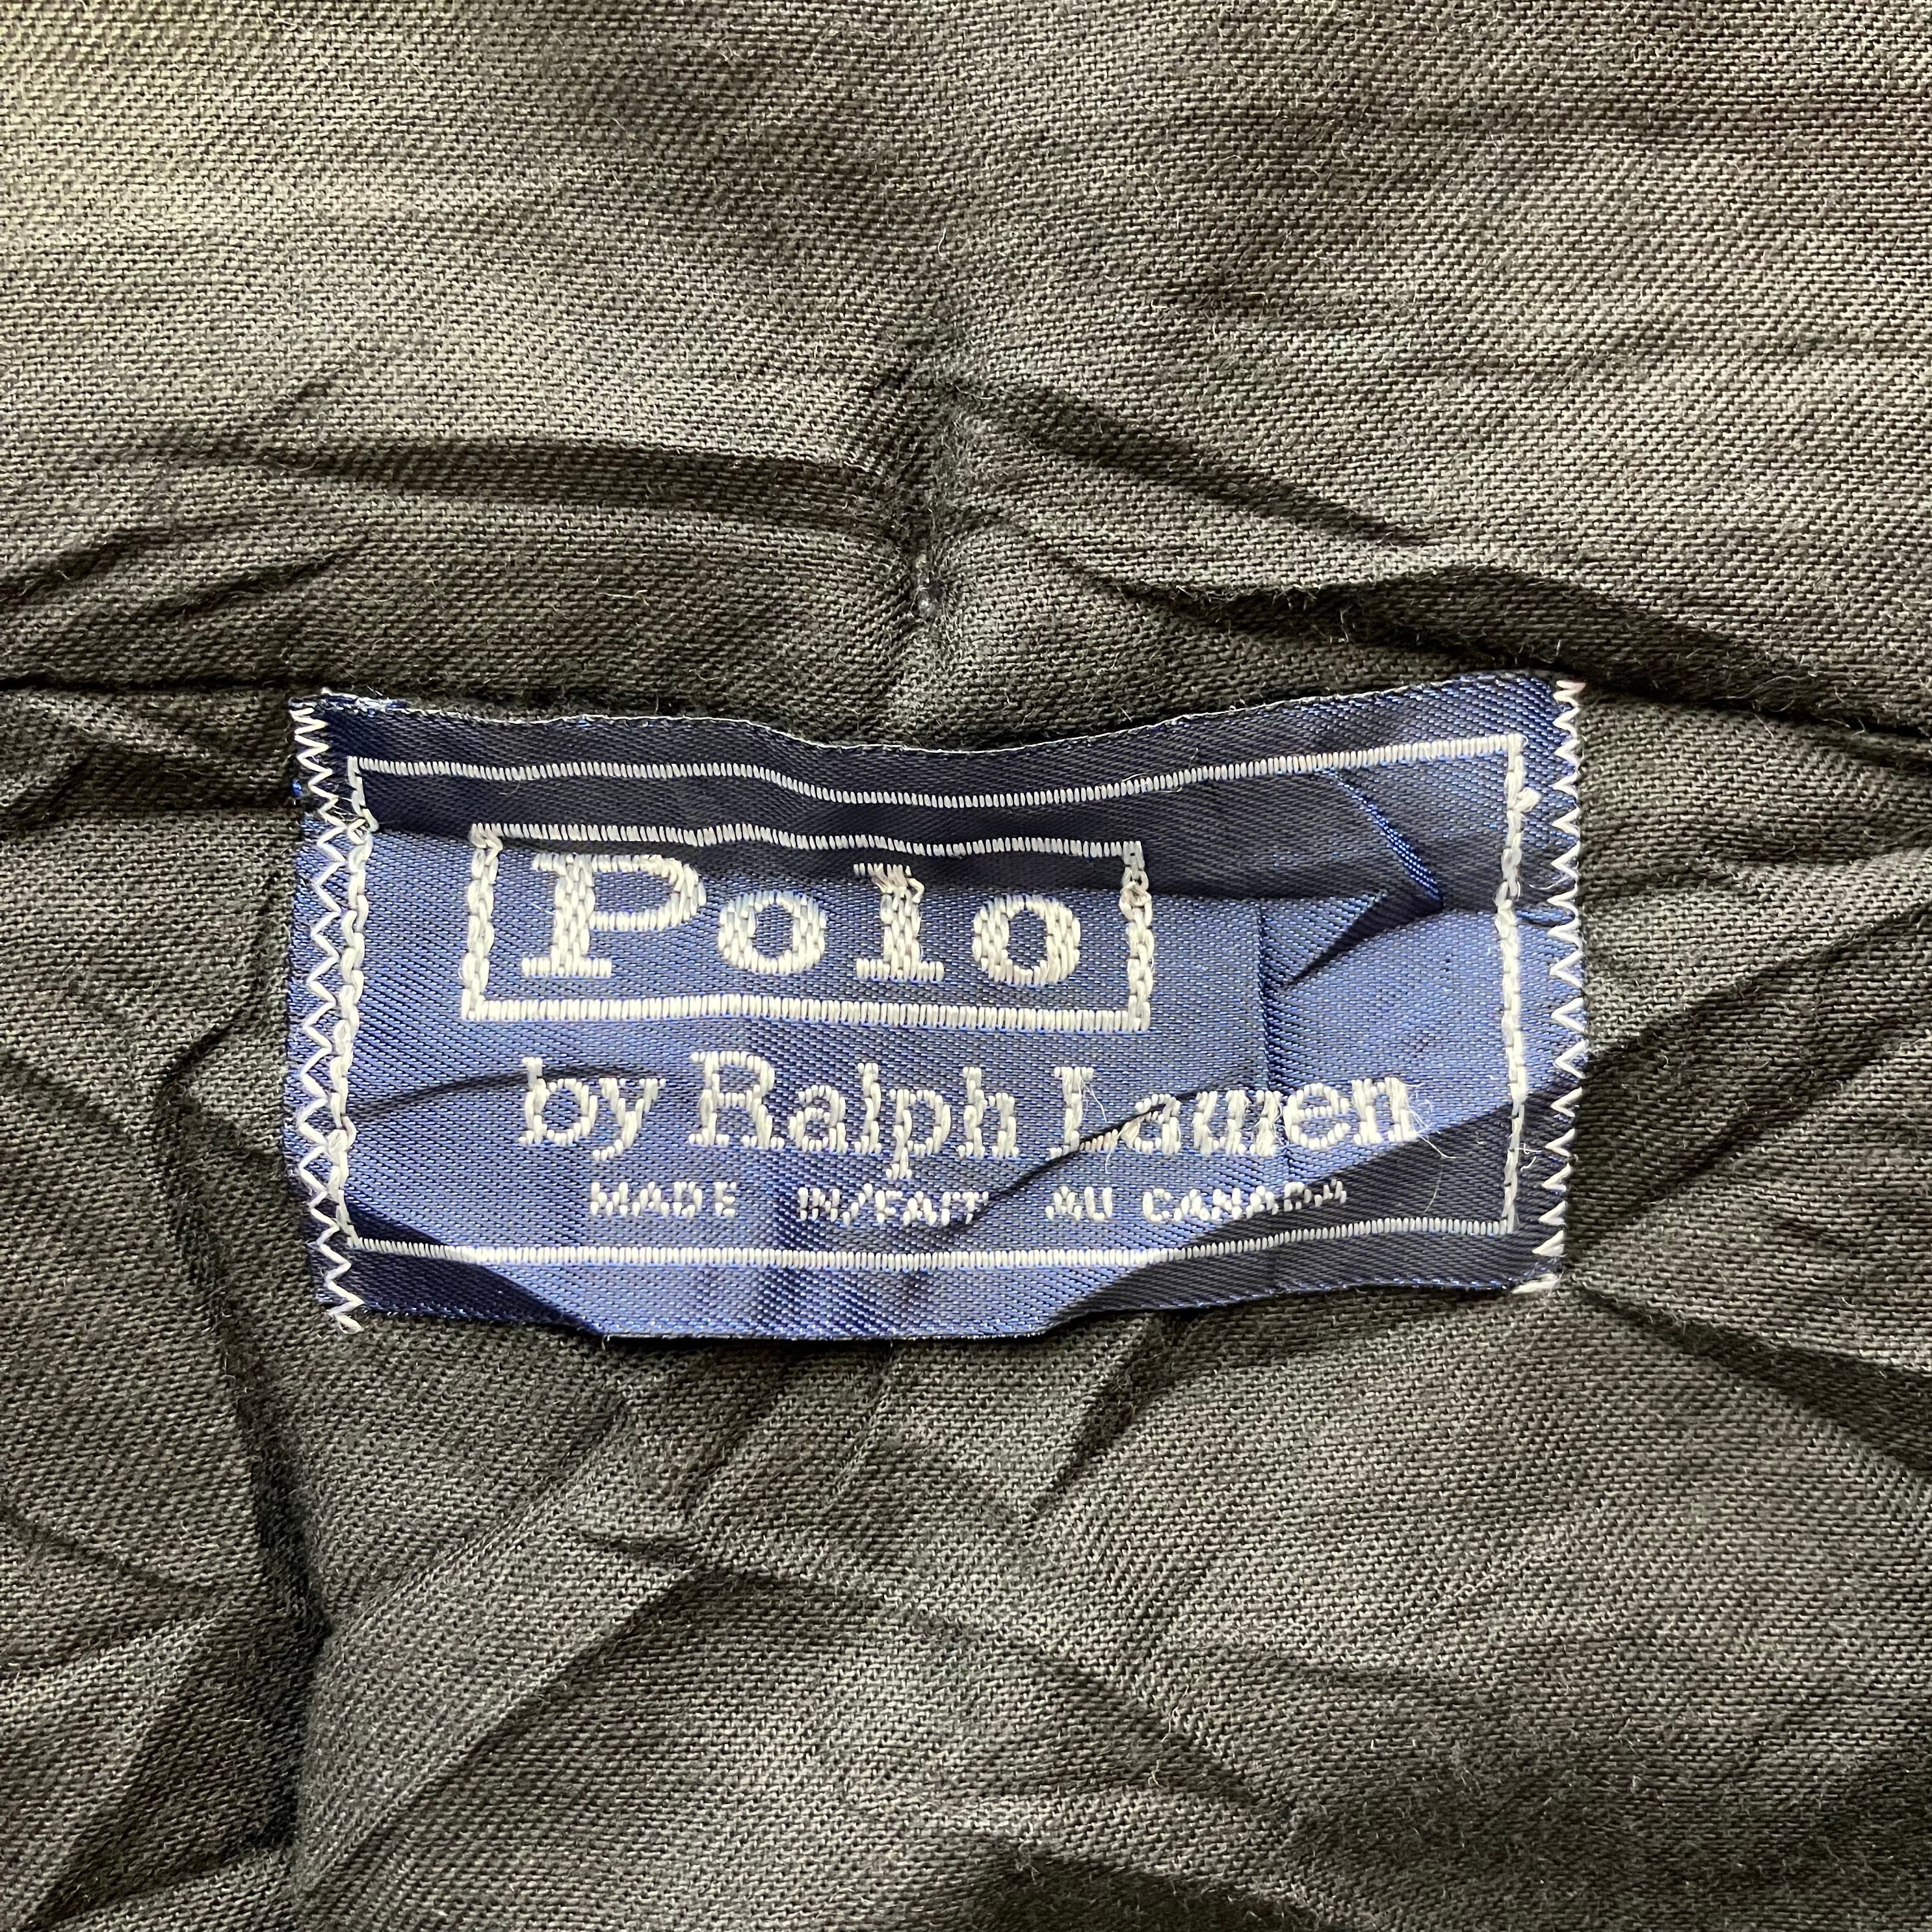 Polo
by Ralph Lauren
MADE IN/FAIT AU CANADA